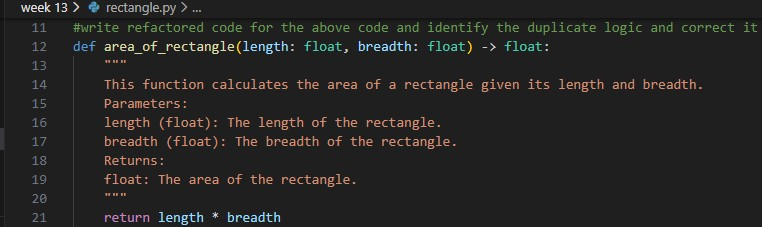 week 13 > rectangle.py > ...
11 #write refactored code for the above code and identify the duplicate logic and correct it
12 def area_of_rectangle(length: float, breadth: float) -> float:
13     """
14     This function calculates the area of a rectangle given its length and breadth.
15     Parameters:
16     length (float): The length of the rectangle.
17     breadth (float): The breadth of the rectangle.
18     Returns:
19     float: The area of the rectangle.
20     """
21     return length * breadth